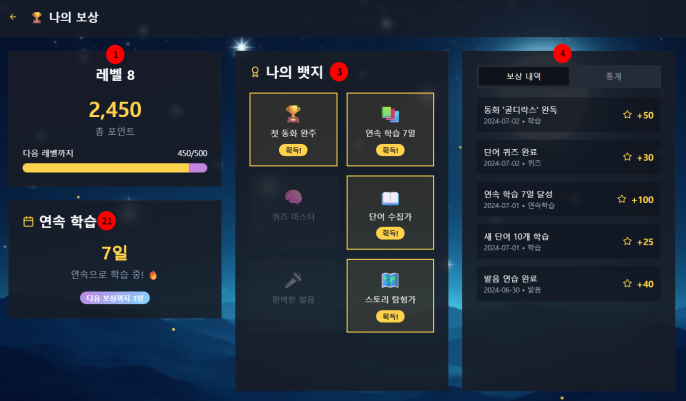 ← 🏆 나의 보상
1
레벨 8
2,450
총 포인트
다음 레벨까지 450/500
연속 학습 21
7일
연속으로 학습 중! 🔥
다음 보상까지 3일
나의 뱃지 3
첫 동화 완주
획득!
연속 학습 7일
획득!
퀴즈 마스터
단어 수집가
획득!
완벽한 발음
스토리 탐험가
획득!
4
보상 내역 통계
동화 '골디락스' 완독
2024-07-02 • 학습
+50
단어 퀴즈 완료
2024-07-02 • 퀴즈
+30
연속 학습 7일 달성
2024-07-01 • 연속학습
+100
새 단어 10개 학습
2024-07-01 • 학습
+25
발음 연습 완료
2024-06-30 • 발음
+40